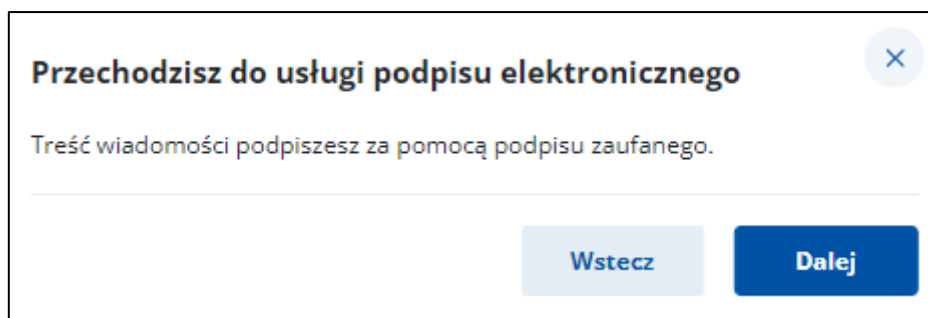 Przechodzisz do usługi podpisu elektronicznego
Treść wiadomości podpiszesz za pomocą podpisu zaufanego.
Wstecz
Dalej